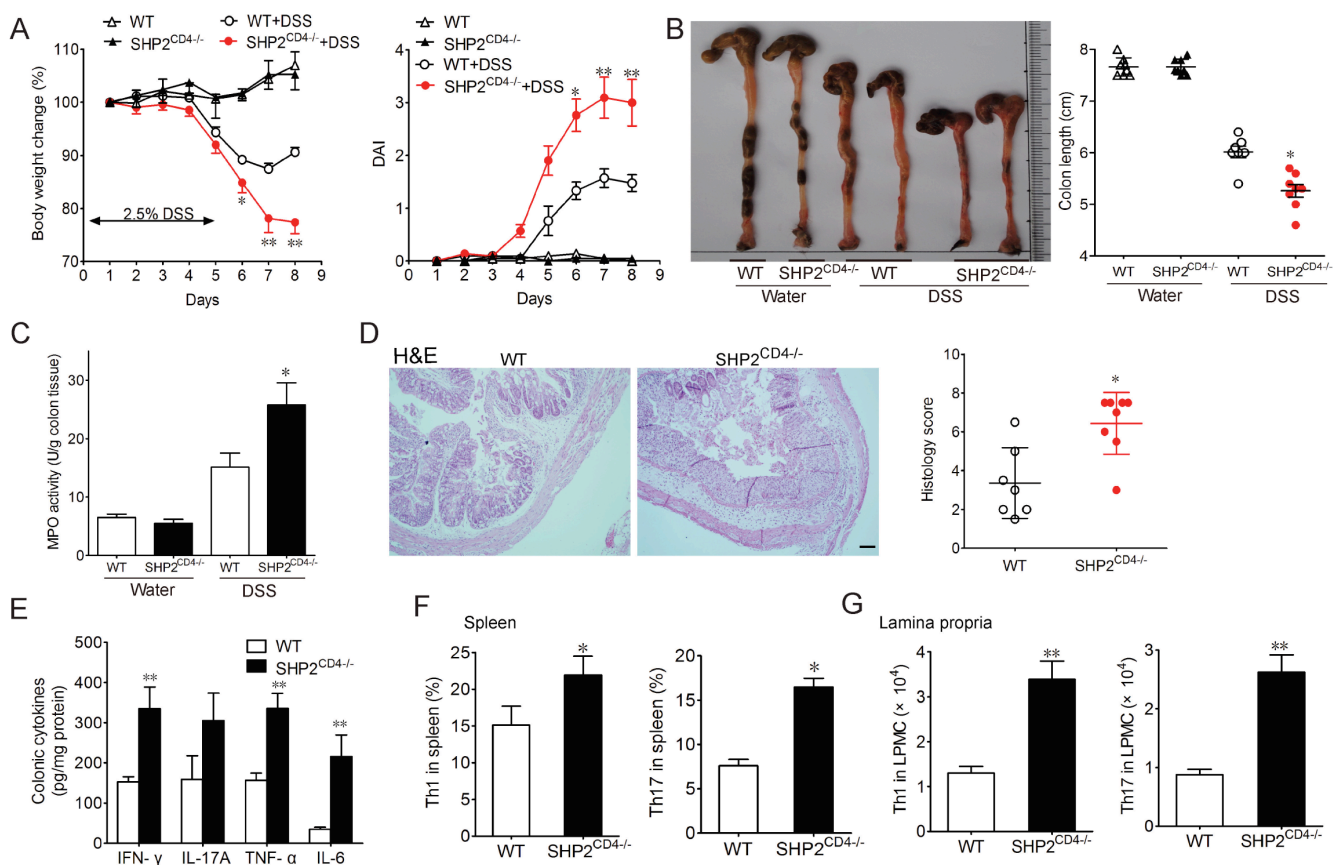 A
WT
SHP2CD4-/-
WT+DSS
SHP2CD4-/-+DSS
Body weight change (%)
110
100
90
80
70
2.5% DSS
*
**
**
0 1 2 3 4 5 6 7 8 9
Days
WT
SHP2CD4-/-
WT+DSS
SHP2CD4-/-+DSS
DAI
4
3
2
1
0
*
**
**
0 1 2 3 4 5 6 7 8 9
Days
B
WT
SHP2CD4-/-
WT
SHP2CD4-/-
Water
DSS
Colon length (cm)
8
7
6
5
4
*
WT
SHP2CD4-/-
WT
SHP2CD4-/-
Water
DSS
C
MPO activity (U/g colon tissue)
30
20
10
0
*
WT
SHP2CD4-/-
WT
SHP2CD4-/-
Water
DSS
D
H&E
WT
SHP2CD4-/-
Histology score
10
8
6
4
2
0
*
WT
SHP2CD4-/-
E
Colonic cytokines
(pg/mg protein)
500
400
300
200
100
0
WT
SHP2CD4-/-
**
**
**
IFN- γ IL-17A TNF- α IL-6
F
Spleen
Th1 in spleen (%)
25
20
15
10
5
0
*
WT
SHP2CD4-/-
Th17 in spleen (%)
20
15
10
5
0
*
WT
SHP2CD4-/-
G
Lamina propria
Th1 in LPMC (× 10⁴)
4
3
2
1
0
**
WT
SHP2CD4-/-
Th17 in LPMC (× 10⁴)
3
2
1
0
**
WT
SHP2CD4-/-